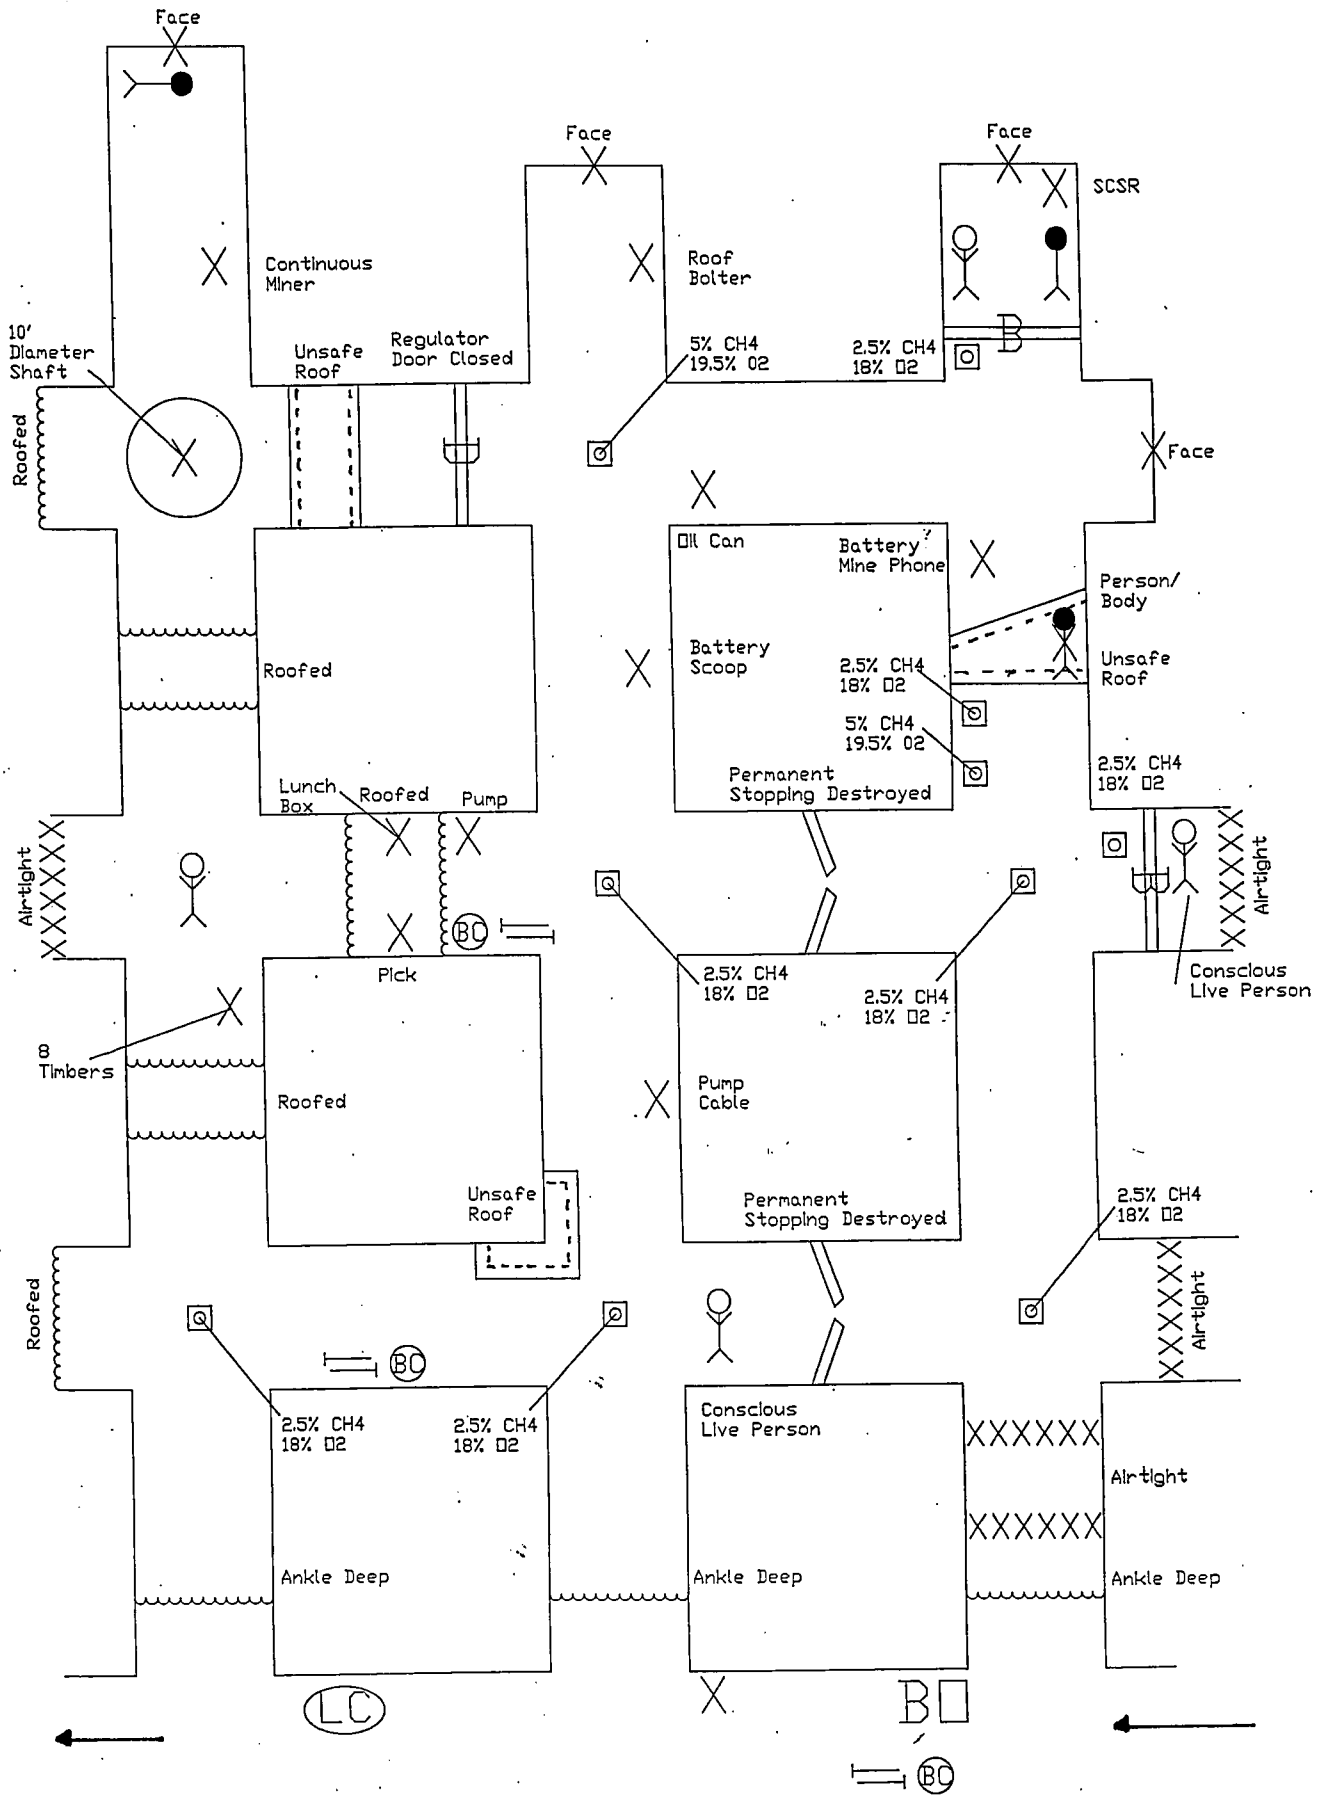 Face
Face
Face
SCSR
Continuous
Miner
Roof
Bolter
10'
Diameter
Shaft
Unsafe
Roof
Regulator
Door Closed
5% CH4
19.5% O2
2.5% CH4
18% O2
B
Roofed
Face
Oil Can
Battery
Mine Phone
Person/
Body
Roofed
Battery
Scoop
2.5% CH4
18% O2
Unsafe
Roof
5% CH4
19.5% O2
Permanent
Stopping Destroyed
2.5% CH4
18% O2
Lunch
Box
Roofed
Pump
Airtight
Airtight
BO
Pick
2.5% CH4
18% O2
2.5% CH4
18% O2
Conscious
Live Person
8
Timbers
Roofed
Pump
Cable
Unsafe
Roof
Permanent
Stopping Destroyed
2.5% CH4
18% O2
Roofed
Airtight
BO
2.5% CH4
18% O2
2.5% CH4
18% O2
Conscious
Live Person
Airtight
Ankle Deep
Ankle Deep
Ankle Deep
LC
BO
BO